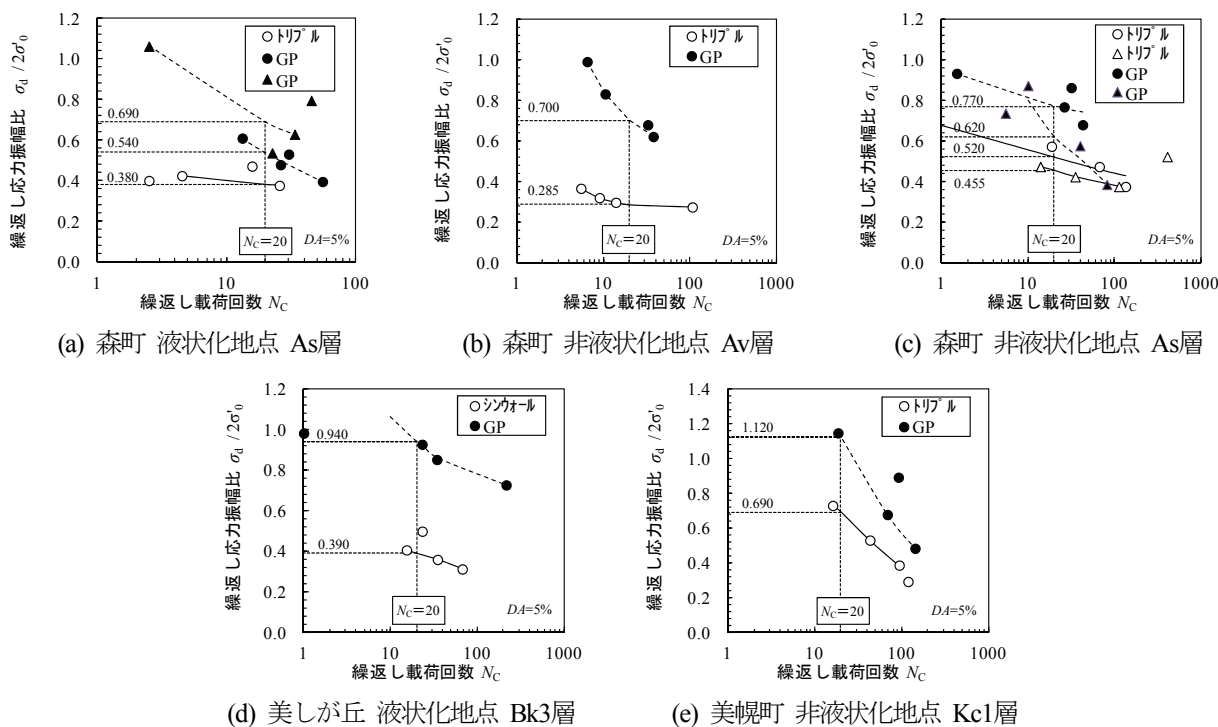 繰返し応力振幅比 σd / 2σ'0
1.2
1.0
0.8
0.6
0.4
0.2
0.0
0.690
0.540
0.380
トリプル
GP
GP
NC＝20
DA=5%
1 10 100
繰返し載荷回数 NC
(a) 森町 液状化地点 As層
繰返し応力振幅比 σd / 2σ'0
1.2
1.0
0.8
0.6
0.4
0.2
0.0
0.700
0.285
トリプル
GP
NC＝20
DA=5%
1 10 100 1000
繰返し載荷回数 NC
(b) 森町 非液状化地点 Av層
繰返し応力振幅比 σd / 2σ'0
1.2
1.0
0.8
0.6
0.4
0.2
0.0
0.770
0.620
0.520
0.455
トリプル
トリプル
GP
GP
NC＝20
DA=5%
1 10 100 1000
繰返し載荷回数 NC
(c) 森町 非液状化地点 As層
繰返し応力振幅比 σd / 2σ'0
1.2
1.0
0.8
0.6
0.4
0.2
0.0
0.940
0.390
シンウォール
GP
NC＝20
DA=5%
1 10 100 1000
繰返し載荷回数 NC
(d) 美しが丘 液状化地点 Bk3層
繰返し応力振幅比 σd / 2σ'0
1.4
1.2
1.0
0.8
0.6
0.4
0.2
0.0
1.120
0.690
トリプル
GP
NC＝20
DA=5%
1 10 100 1000
繰返し載荷回数 NC
(e) 美幌町 非液状化地点 Kc1層